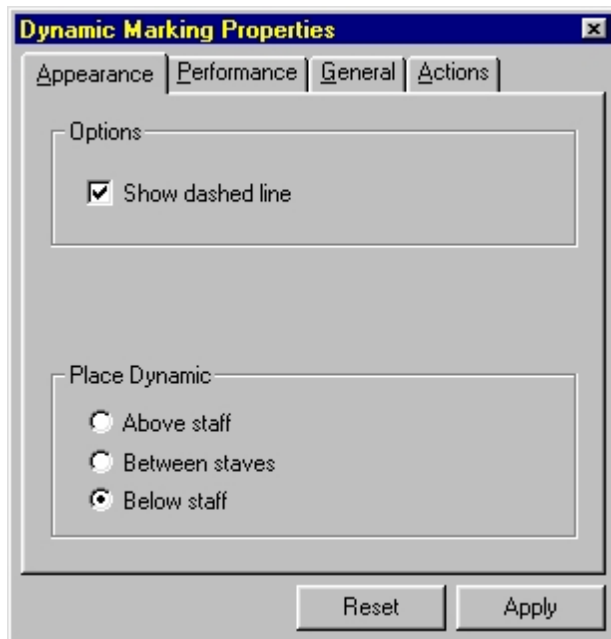 Dynamic Marking Properties
Appearance Performance General Actions
Options
Show dashed line
Place Dynamic
Above staff
Between staves
Below staff
Reset Apply